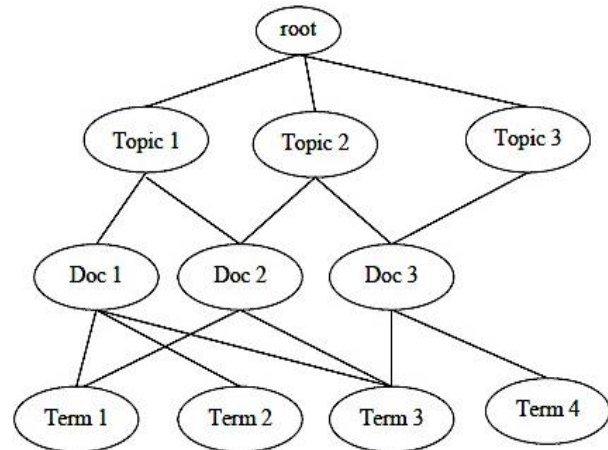 root
Topic 1
Topic 2
Topic 3
Doc 1
Doc 2
Doc 3
Term 1
Term 2
Term 3
Term 4